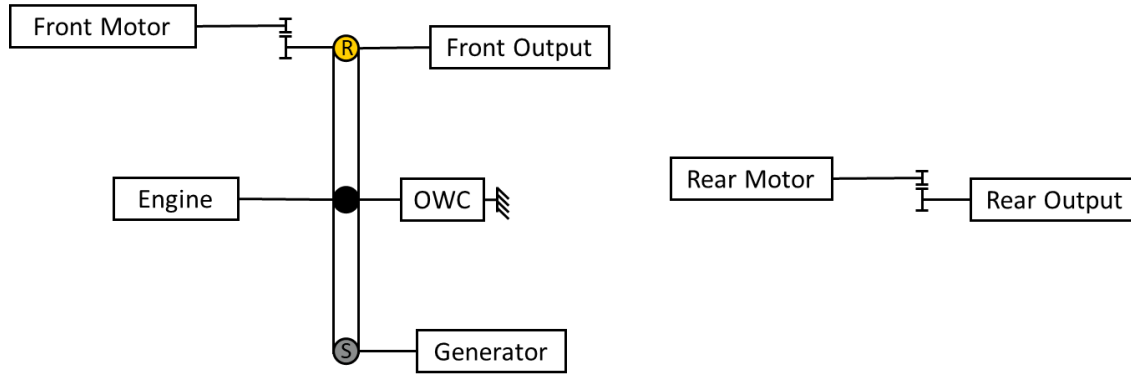 Front Motor
R
Front Output
Engine
OWC
Rear Motor
Rear Output
S
Generator